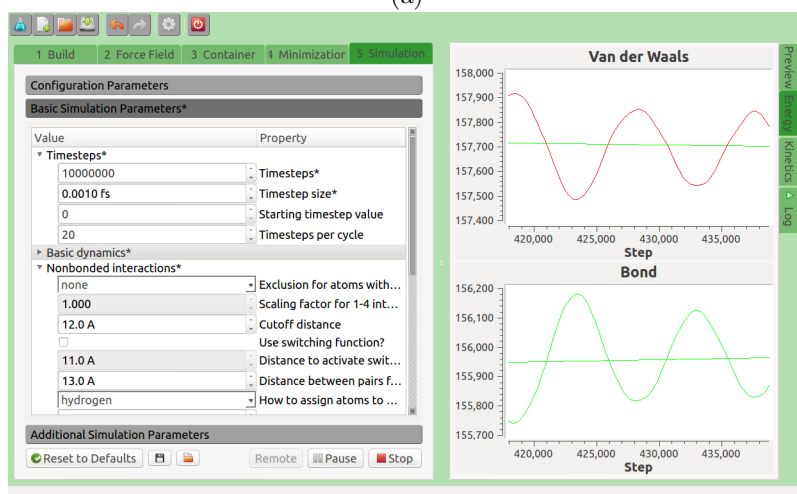 (a)
1 Build 2 Force Field 3 Container 4 Minimization 5 Simulation
Configuration Parameters
Basic Simulation Parameters*
Value Property
Timesteps*
10000000 Timesteps*
0.0010 fs Timestep size*
0 Starting timestep value
20 Timesteps per cycle
Basic dynamics*
Nonbonded interactions*
none Exclusion for atoms with...
1.000 Scaling factor for 1-4 int...
12.0 A Cutoff distance
Use switching function?
11.0 A Distance to activate swit...
13.0 A Distance between pairs f...
hydrogen How to assign atoms to ...
Additional Simulation Parameters
Reset to Defaults Remote Pause Stop
Van der Waals
158,000
157,900
157,800
157,700
157,600
157,500
157,400
420,000 425,000 430,000 435,000
Step
Bond
156,200
156,100
156,000
155,900
155,800
155,700
420,000 425,000 430,000 435,000
Step
Preview
Energy
Kinetics
Log